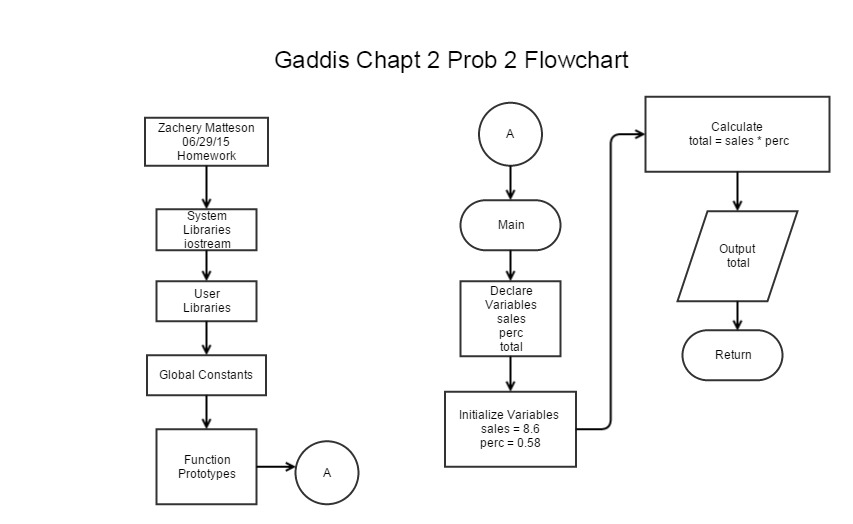 Gaddis Chapt 2 Prob 2 Flowchart
Zachery Matteson
06/29/15
Homework
System
Libraries
iostream
User
Libraries
Global Constants
Function
Prototypes
A
A
Main
Declare
Variables
sales
perc
total
Initialize Variables
sales = 8.6
perc = 0.58
Calculate
total = sales * perc
Output
total
Return